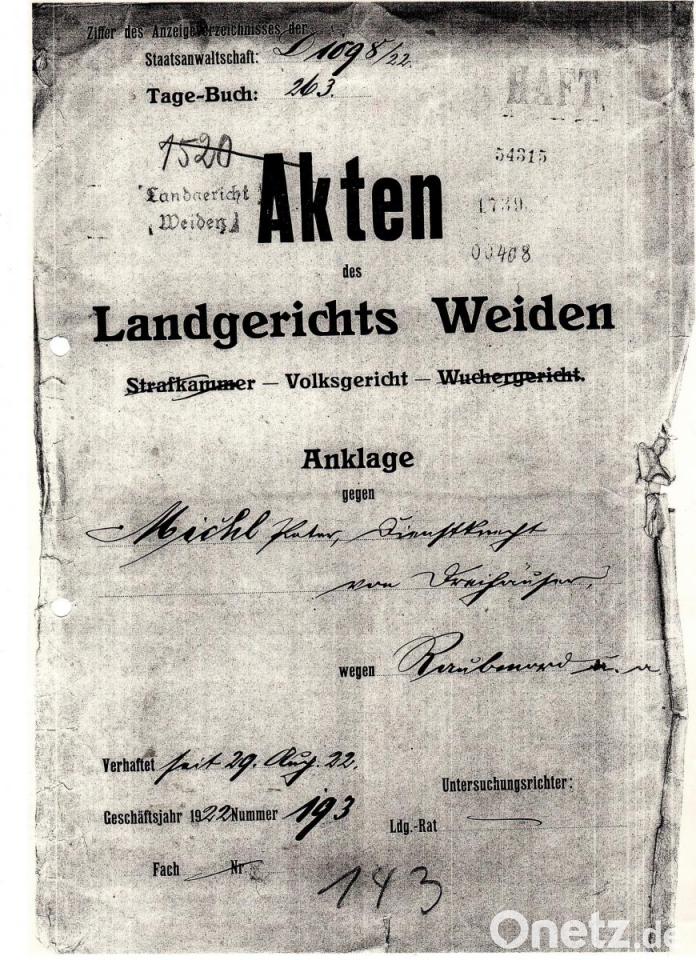 Ziffer des Anzeigeverzeichnisses der
Staatsanwaltschaft: D 1098/22.
HAFT
Tage-Buch: 263.
1520
54315
Landgericht
Weiden
Akten
1739.
00408
des
Landgerichts Weiden
Strafkammer — Volksgericht — Wuchergericht.
Anklage
gegen
Michl Peter, Dienstknecht
von Dreihäuser,
wegen Raubmord u. a.
Verhaftet seit 29. Aug. 22.
Untersuchungsrichter:
Geschäftsjahr 1922 Nummer 193
Ldg.-Rat
Fach Nr
143
Onetz.de